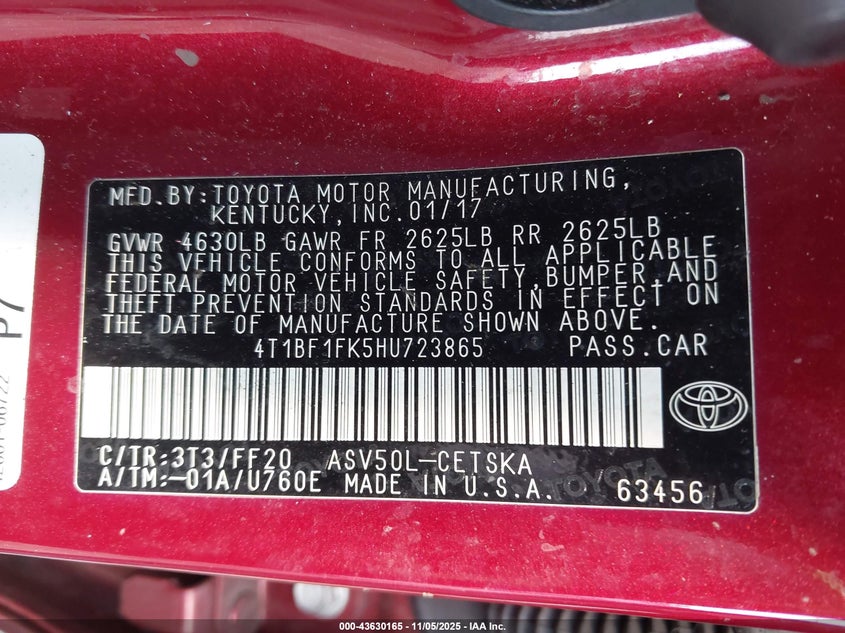 MFD.BY:TOYOTA MOTOR MANUFACTURING,
KENTUCKY,INC.01/17
GVWR 4630LB GAWR FR 2625LB RR 2625LB
THIS VEHICLE CONFORMS TO ALL APPLICABLE
FEDERAL MOTOR VEHICLE SAFETY,BUMPER,AND
THEFT PREVENTION STANDARDS IN EFFECT ON
THE DATE OF MANUFACTURE SHOWN ABOVE.
4T1BF1FK5HU723865 PASS.CAR
C/TR:3T3/FF20 ASV50L-CETSKA
A/TM:-01A/U760E MADE IN U.S.A. 63456
TOYOTA
TOYOTA
P7
000-43630165 - 11/05/2025 - IAA Inc.